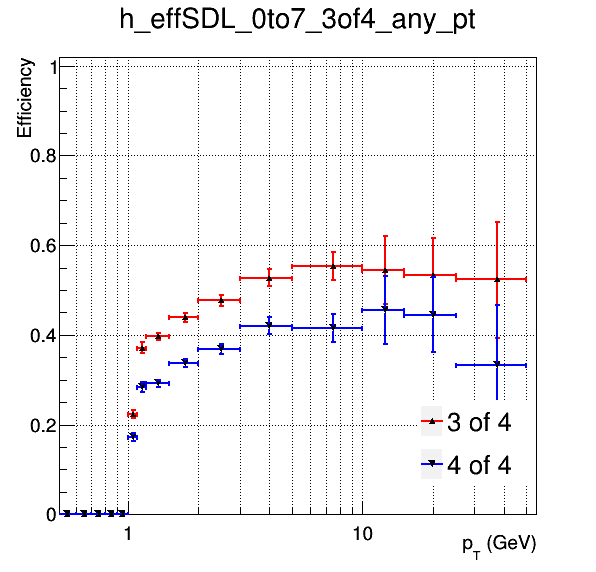 h_effSDL_0to7_3of4_any_pt
Efficiency
1
0.8
0.6
0.4
0.2
0
3 of 4
4 of 4
1
10
p_T (GeV)